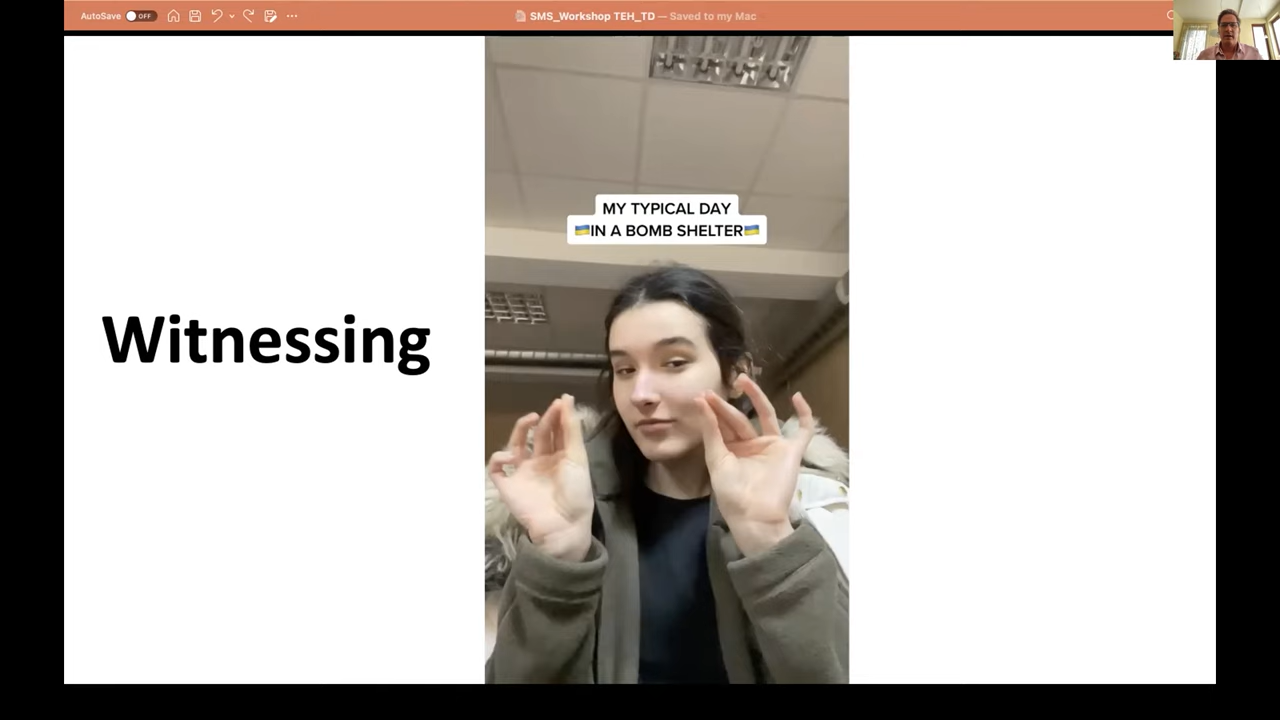 AutoSave OFF
SMS_Workshop TEH_TD — Saved to my Mac
MY TYPICAL DAY
🇺🇦IN A BOMB SHELTER🇺🇦
Witnessing